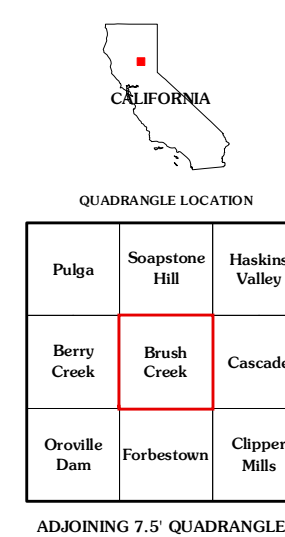 CALIFORNIA
QUADRANGLE LOCATION
Pulga
Soapstone
Hill
Haskins
Valley
Berry
Creek
Brush
Creek
Cascade
Oroville
Dam
Forbestown
Clipper
Mills
ADJOINING 7.5' QUADRANGLE